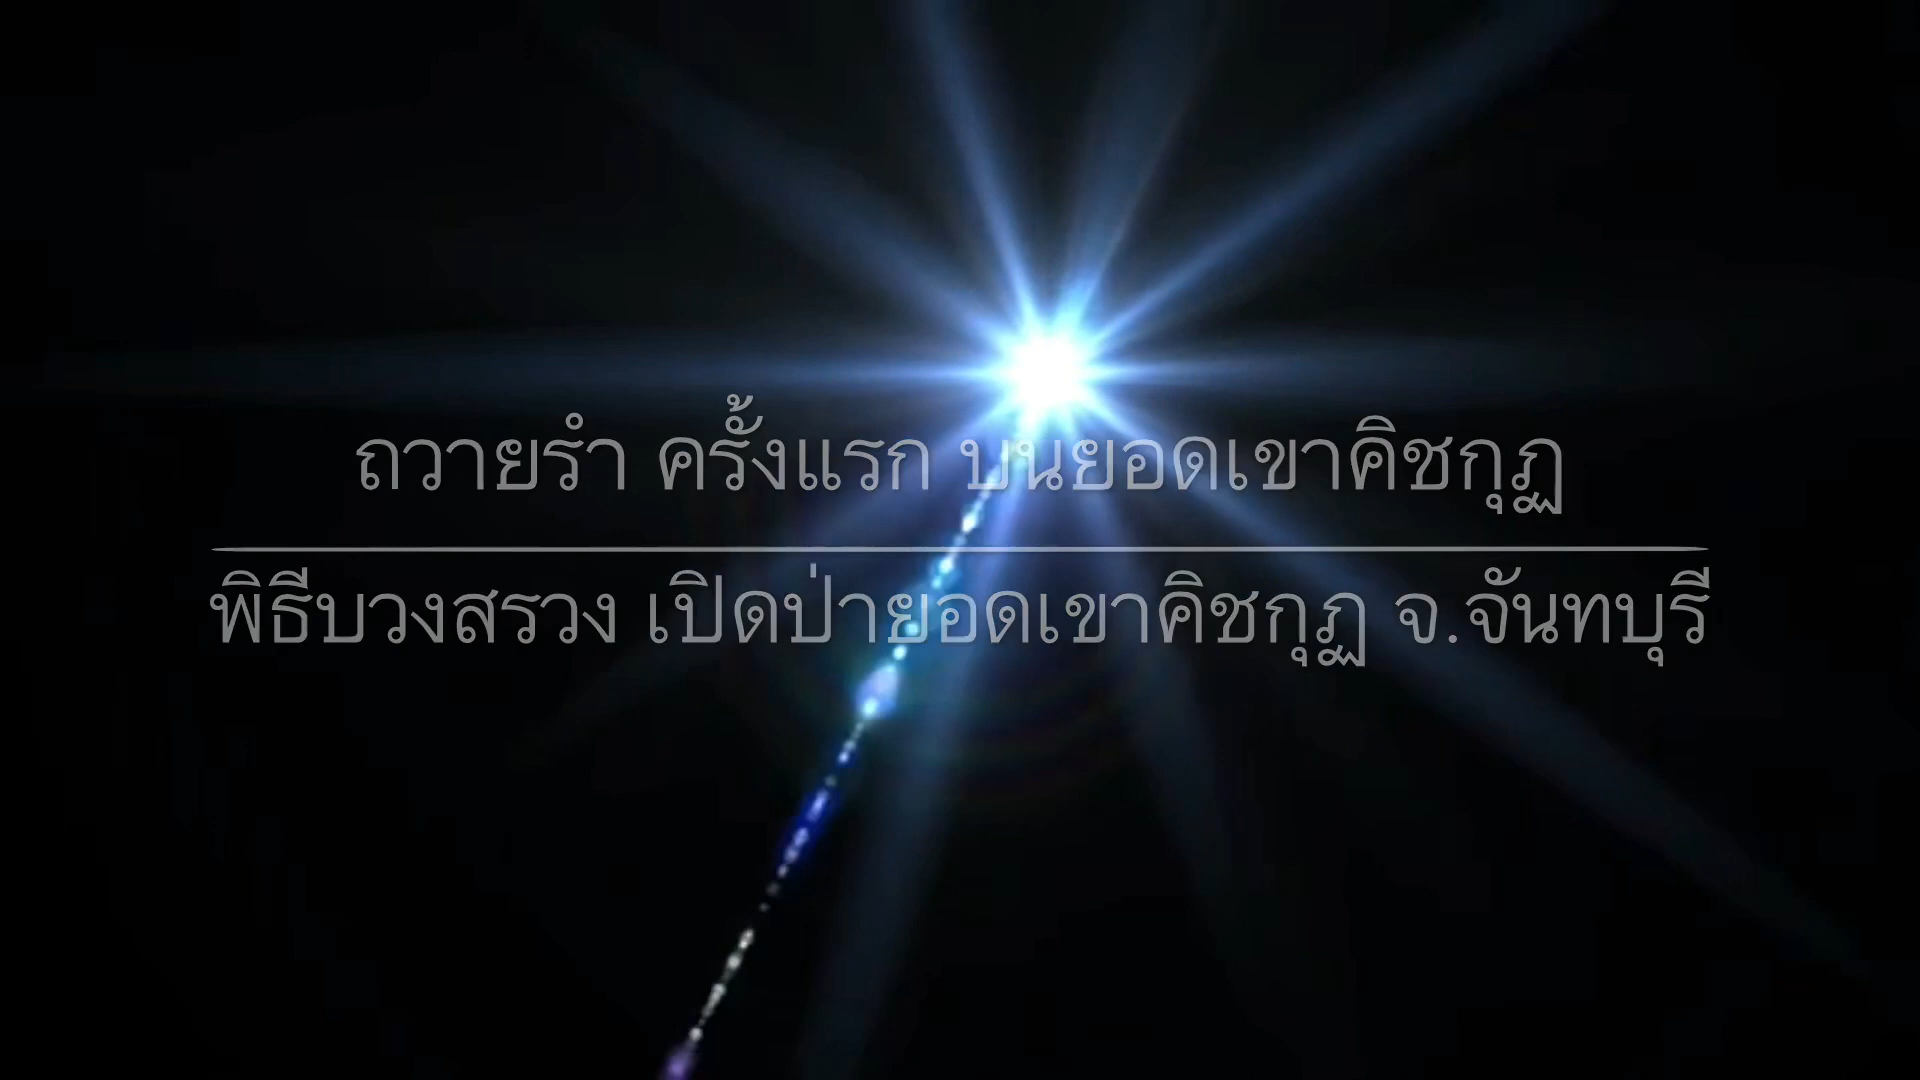 ถวายรำ ครั้งแรก บนยอดเขาคิชกุฏ
พิธีบวงสรวง เปิดป่ายอดเขาคิชกุฏ จ.จันทบุรี